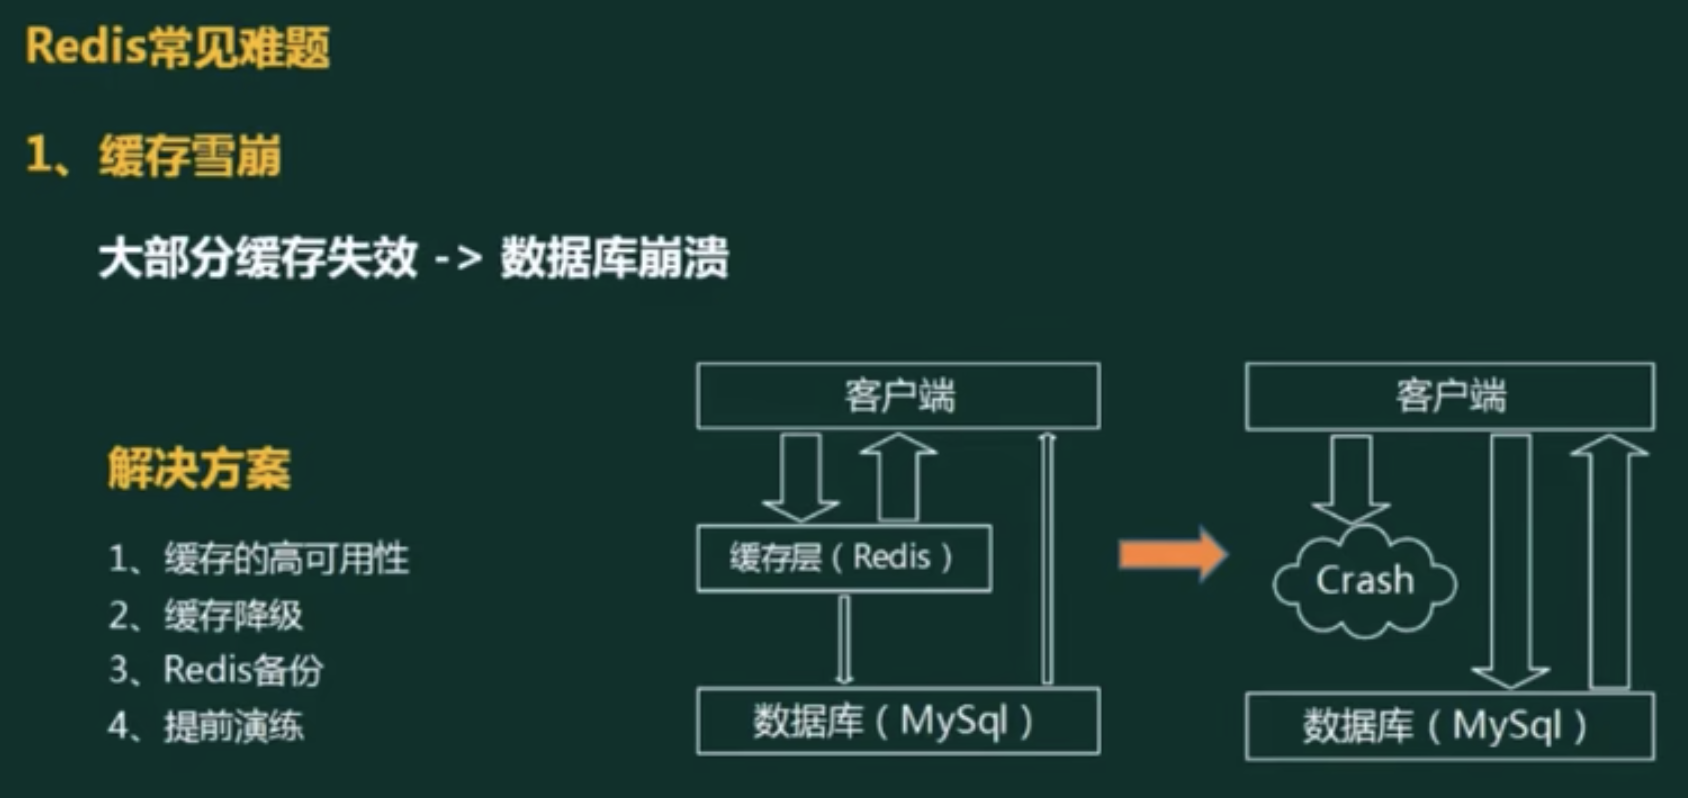 Redis常见难题
1、缓存雪崩
大部分缓存失效 -> 数据库崩溃
解决方案
1、缓存的高可用性
2、缓存降级
3、Redis备份
4、提前演练
客户端
缓存层（Redis）
数据库（MySql）
客户端
Crash
数据库（MySql）